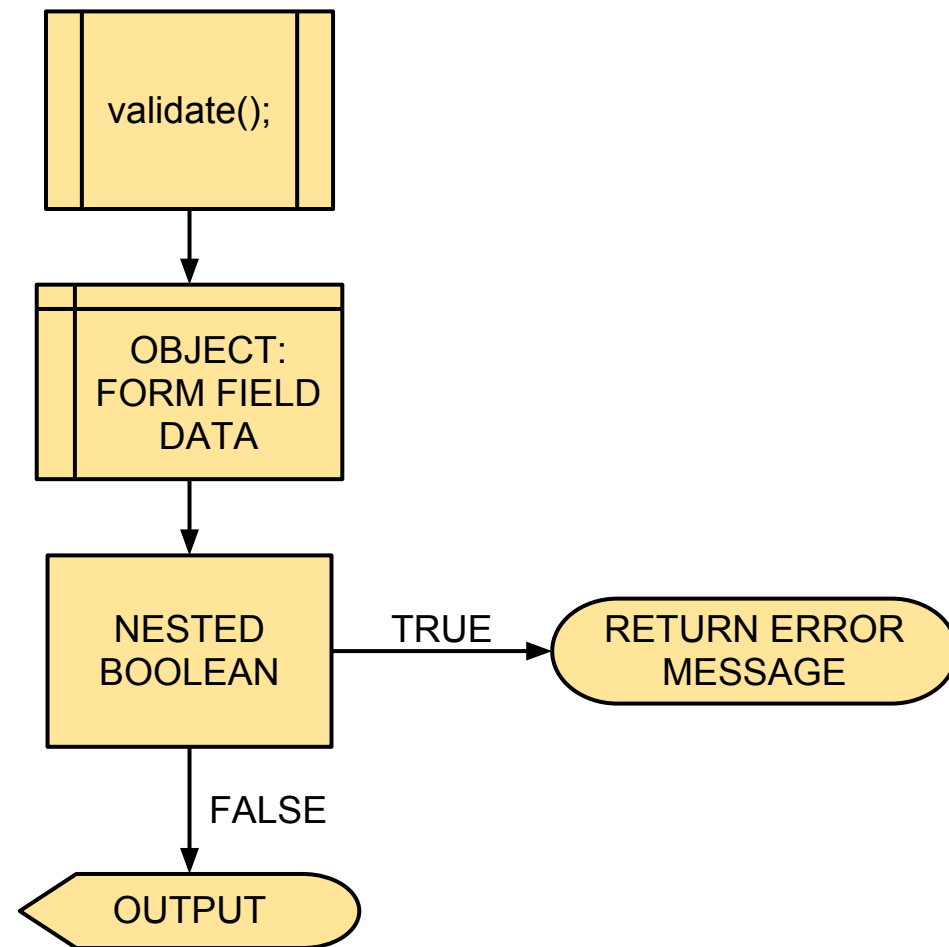 validate();
OBJECT:
FORM FIELD
DATA
NESTED
BOOLEAN
TRUE
RETURN ERROR
MESSAGE
FALSE
OUTPUT